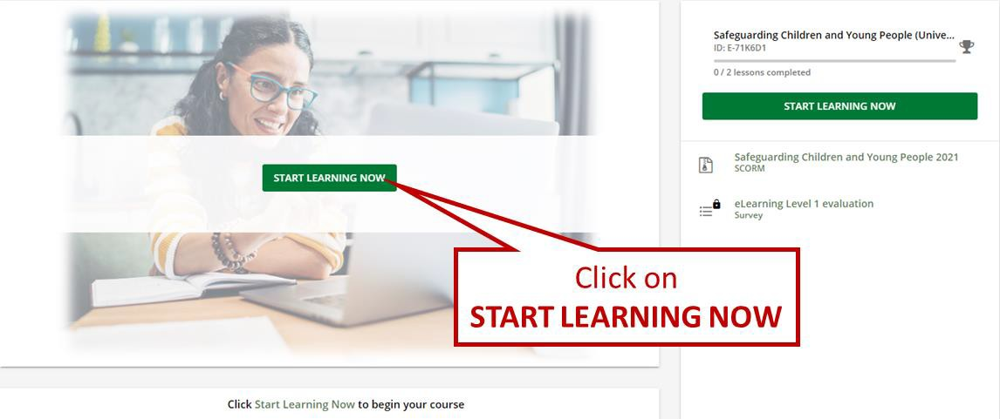 START LEARNING NOW
Click on
START LEARNING NOW
Click Start Learning Now to begin your course
Safeguarding Children and Young People (Unive...
ID: E-71K6D1
0 / 2 lessons completed
START LEARNING NOW
Safeguarding Children and Young People 2021
SCORM
eLearning Level 1 evaluation
Survey